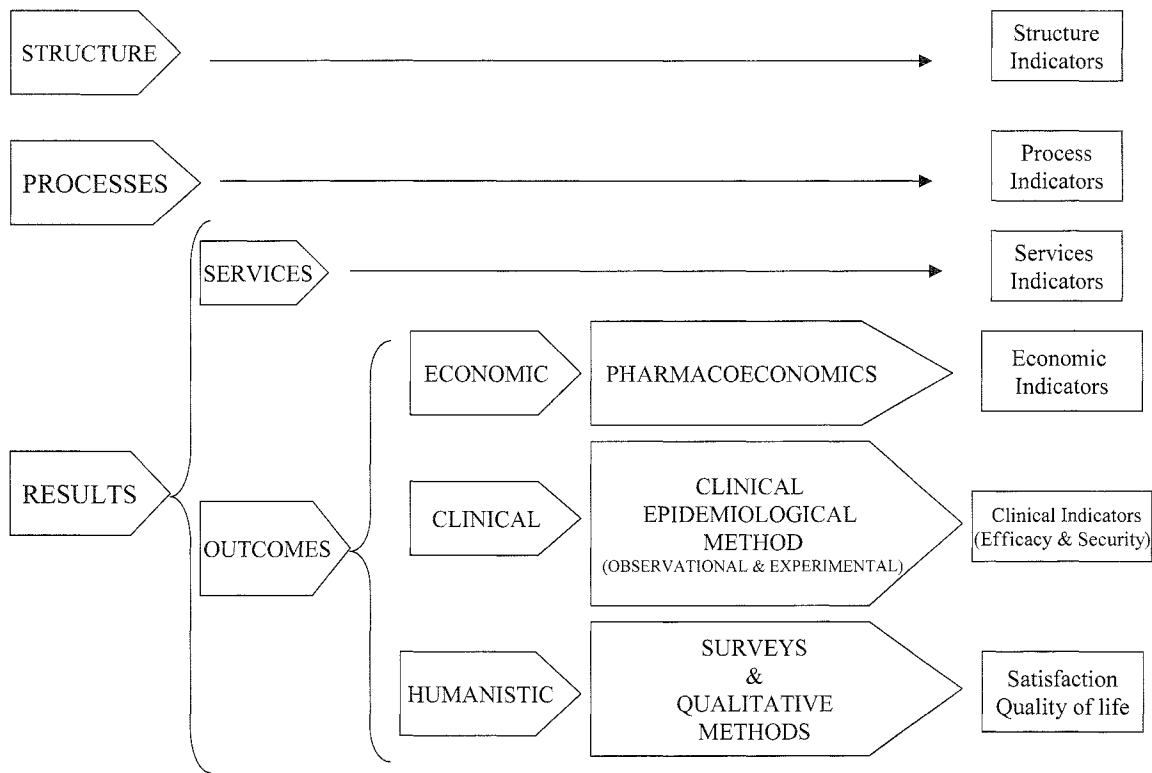 STRUCTURE
Structure
Indicators
PROCESSES
Process
Indicators
SERVICES
Services
Indicators
ECONOMIC
PHARMACOECONOMICS
Economic
Indicators
RESULTS
OUTCOMES
CLINICAL
CLINICAL
EPIDEMIOLOGICAL
METHOD
(OBSERVATIONAL & EXPERIMENTAL)
Clinical Indicators
(Efficacy & Security)
HUMANISTIC
SURVEYS
&
QUALITATIVE
METHODS
Satisfaction
Quality of life